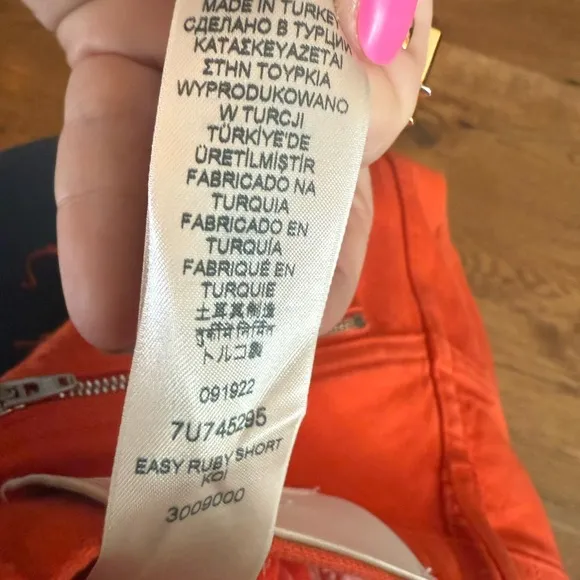 MADE IN TURKEY
СДЕЛАНО В ТУРЦИИ
ΚΑΤΑΣΚΕΥΑΖΕΤΑΙ
ΣΤΗΝ ΤΟΥΡΚΙΑ
WYPRODUKOWANO
W TURCJI
TÜRKİYE'DE
ÜRETİLMİŞTİR
FABRICADO NA
TURQUIA
FABRICADO EN
TURQUÍA
FABRIQUÉ EN
TURQUIE
土耳其制造
トルコ製
091922
7U745295
EASY RUBY SHORT
KOI
3009000